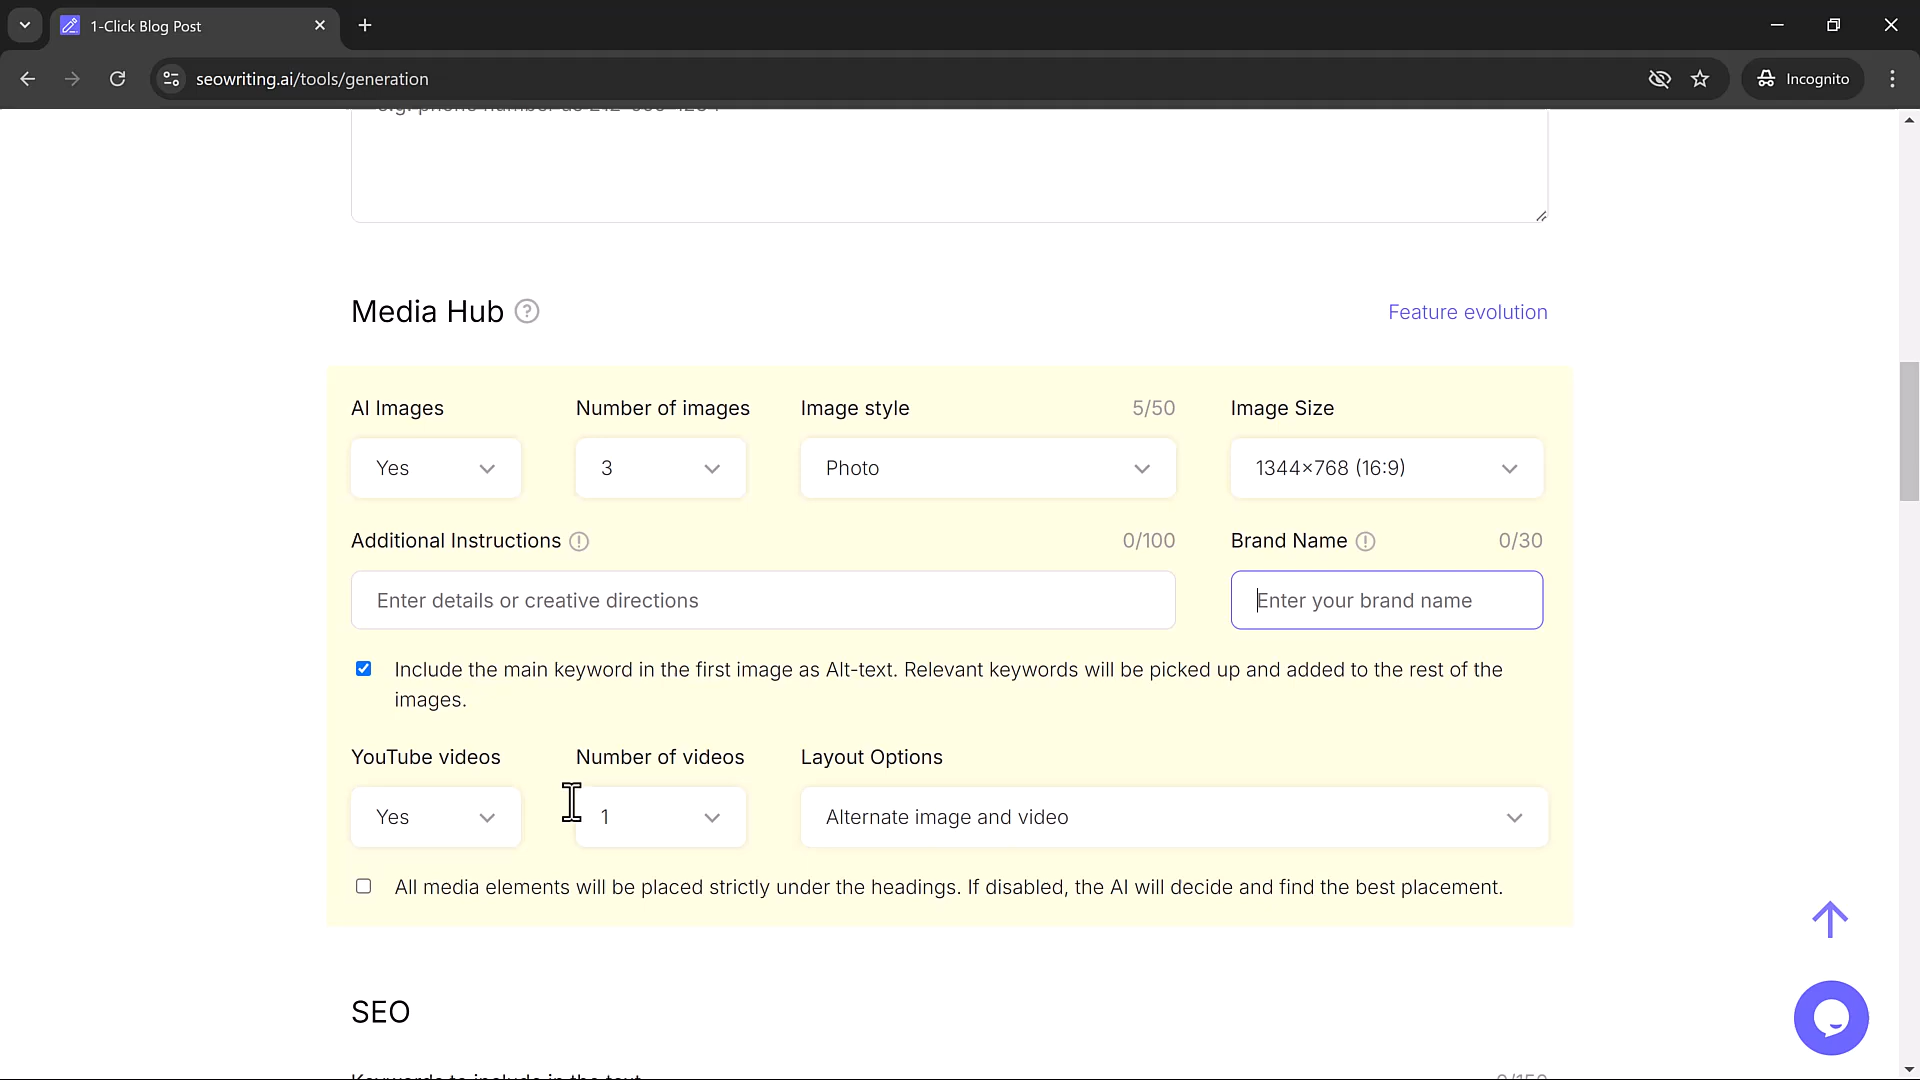 1-Click Blog Post
seowriting.ai/tools/generation
Incognito
Media Hub ?
Feature evolution
AI Images Number of images Image style 5/50 Image Size
Yes 3 Photo 1344×768 (16:9)
Additional Instructions 0/100 Brand Name 0/30
Enter details or creative directions Enter your brand name
Include the main keyword in the first image as Alt-text. Relevant keywords will be picked up and added to the rest of the
images.
YouTube videos Number of videos Layout Options
Yes 1 Alternate image and video
All media elements will be placed strictly under the headings. If disabled, the AI will decide and find the best placement.
SEO
Keywords to include in the text 0/150